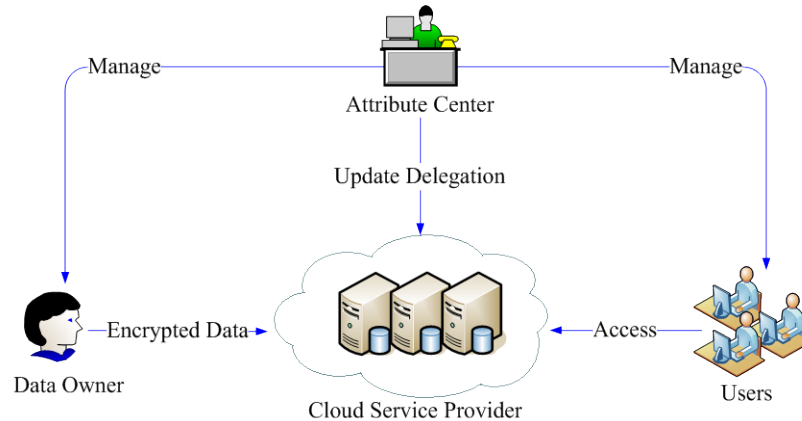 Manage
Manage
Attribute Center
Update Delegation
Encrypted Data
Access
Data Owner
Users
Cloud Service Provider